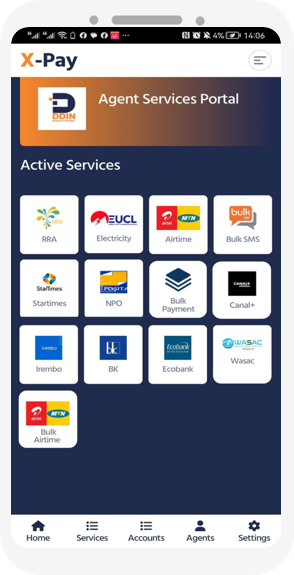 4% 14:06
X-Pay
DDIN
Agent Services Portal
Active Services
RRA
RRA
EUCL
Electricity
airtel MTN
Airtime
bulk
SMS
Bulk SMS
StarTimes
Startimes
IPOSITA
NPO
Bulk
Payment
CANAL+
Canal+
irembo
Irembo
bk
BK
Ecobank
Ecobank
WASAC
Wasac
airtel MTN
Bulk
Airtime
Home Services Accounts Agents Settings